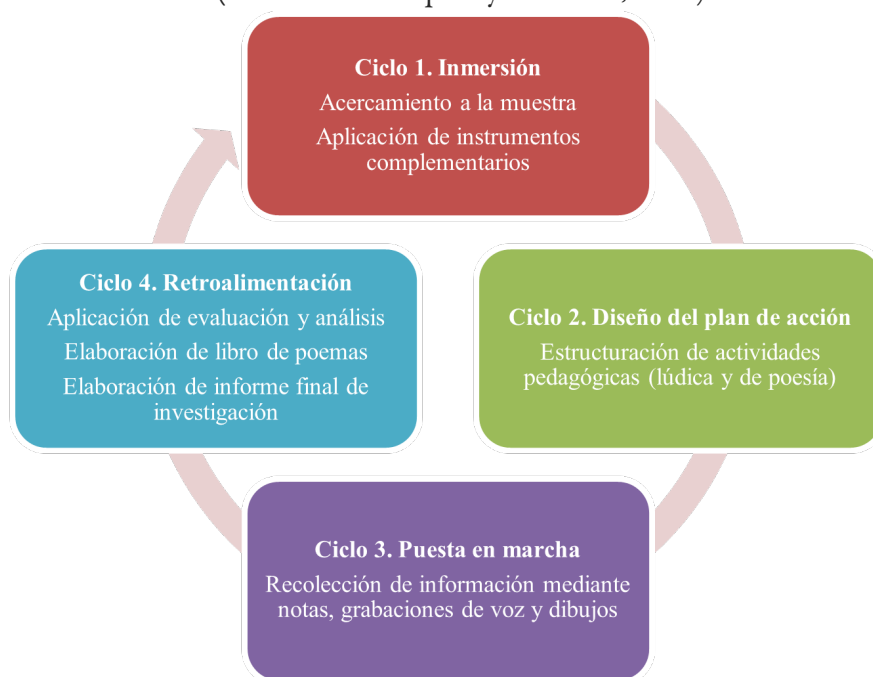 Ciclo 1. Inmersión
Acercamiento a la muestra
Aplicación de instrumentos
complementarios
Ciclo 4. Retroalimentación
Aplicación de evaluación y análisis
Elaboración de libro de poemas
Elaboración de informe final de
investigación
Ciclo 2. Diseño del plan de acción
Estructuración de actividades
pedagógicas (lúdica y de poesía)
Ciclo 3. Puesta en marcha
Recolección de información mediante
notas, grabaciones de voz y dibujos